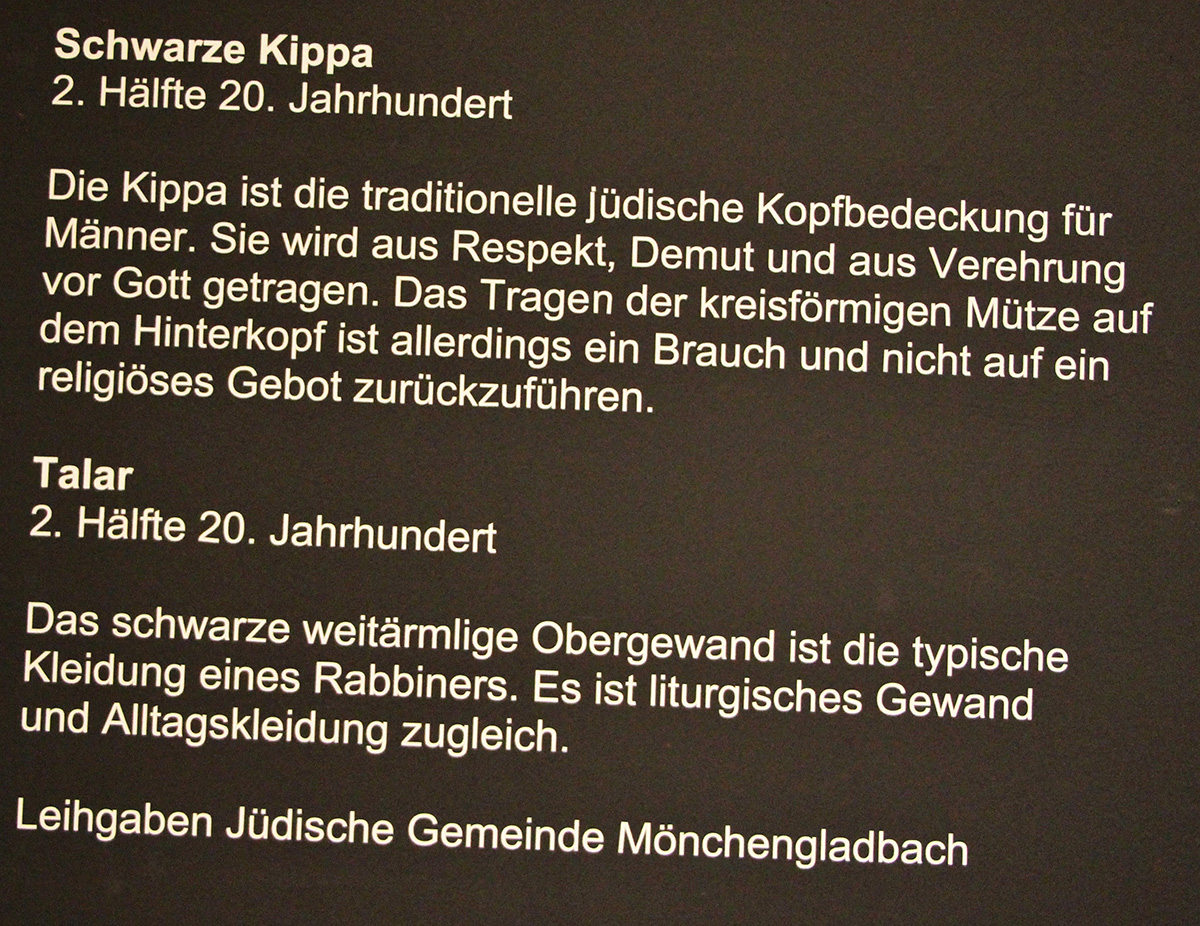 Schwarze Kippa
2. Hälfte 20. Jahrhundert
Die Kippa ist die traditionelle jüdische Kopfbedeckung für
Männer. Sie wird aus Respekt, Demut und aus Verehrung
vor Gott getragen. Das Tragen der kreisförmigen Mütze auf
dem Hinterkopf ist allerdings ein Brauch und nicht auf ein
religiöses Gebot zurückzuführen.
Talar
2. Hälfte 20. Jahrhundert
Das schwarze weitärmlige Obergewand ist die typische
Kleidung eines Rabbiners. Es ist liturgisches Gewand
und Alltagskleidung zugleich.
Leihgaben Jüdische Gemeinde Mönchengladbach